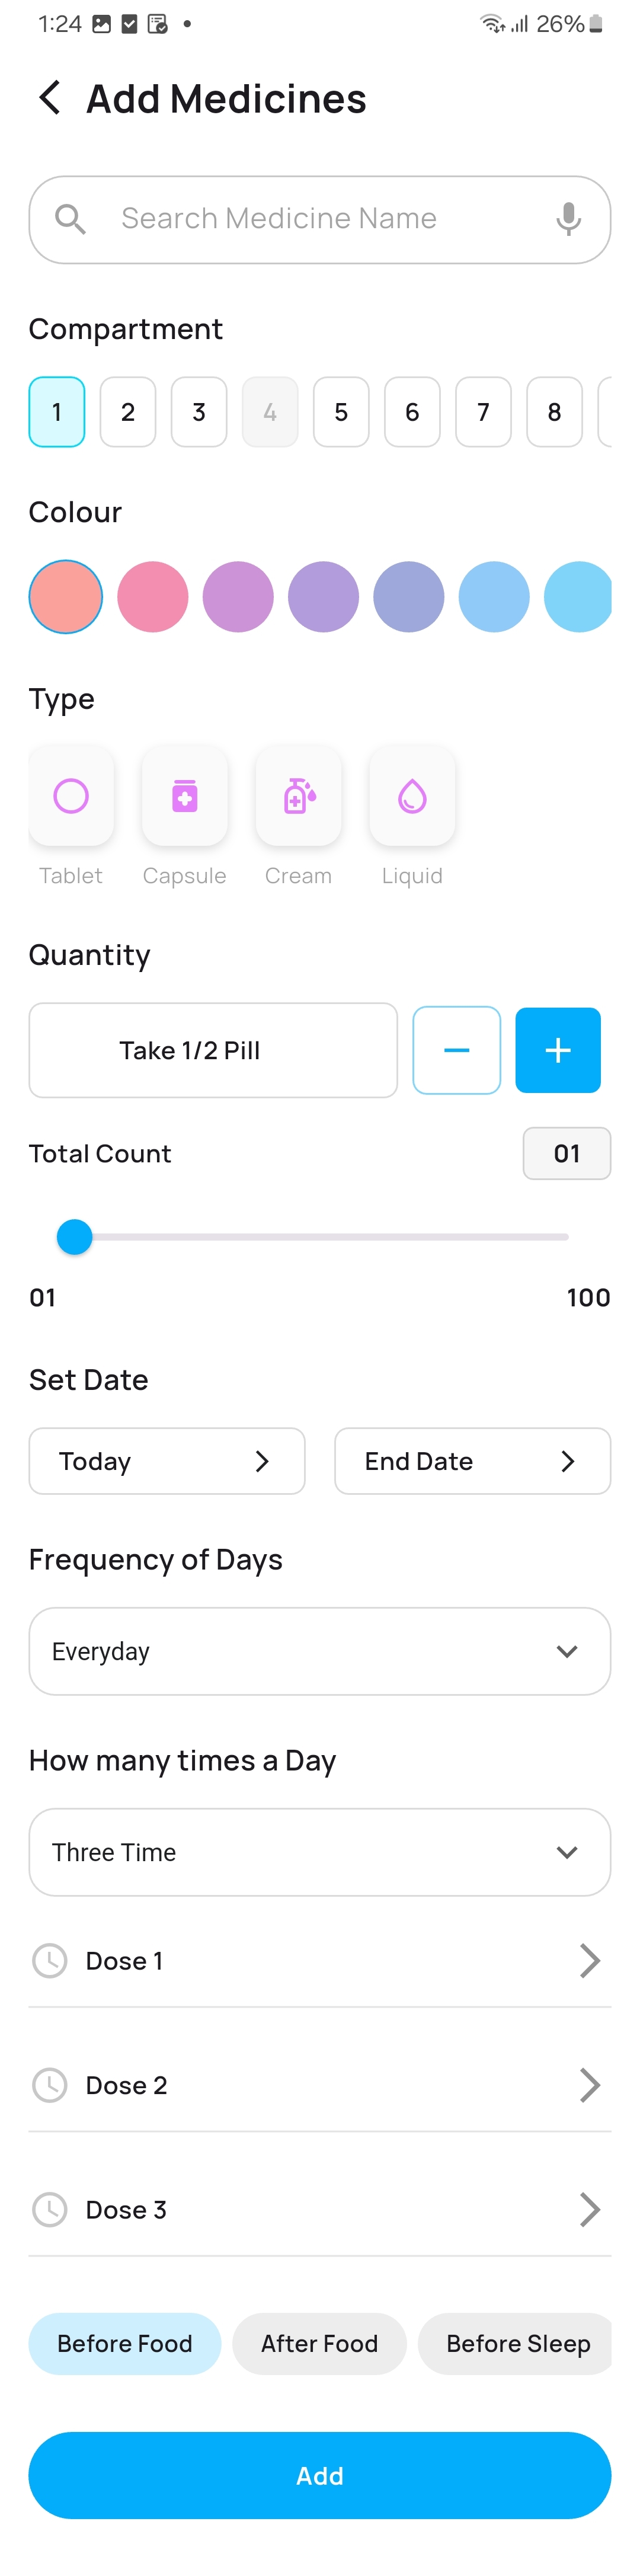 1:24 26%
Add Medicines
Search Medicine Name
Compartment
1 2 3 4 5 6 7 8
Colour
Type
Tablet Capsule Cream Liquid
Quantity
Take 1/2 Pill
Total Count 01
01 100
Set Date
Today End Date
Frequency of Days
Everyday
How many times a Day
Three Time
Dose 1
Dose 2
Dose 3
Before Food After Food Before Sleep
Add